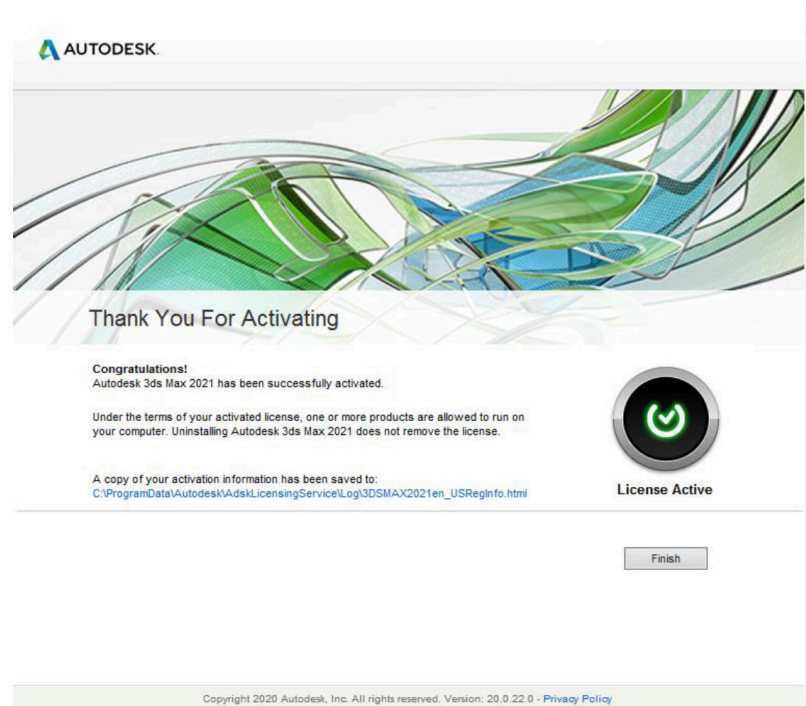 AUTODESK.
Thank You For Activating
Congratulations!
Autodesk 3ds Max 2021 has been successfully activated.
Under the terms of your activated license, one or more products are allowed to run on
your computer. Uninstalling Autodesk 3ds Max 2021 does not remove the license.
A copy of your activation information has been saved to:
C:\ProgramData\Autodesk\AdskLicensingService\Log\3DSMAX2021en_USRegInfo.html
License Active
Finish
Copyright 2020 Autodesk, Inc. All rights reserved. Version: 20.0.22.0 - Privacy Policy